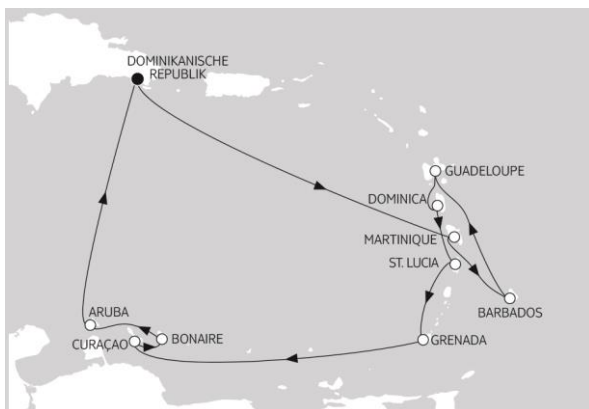 DOMINIKANISCHE
REPUBLIK
GUADELOUPE
DOMINICA
MARTINIQUE
ST. LUCIA
BARBADOS
ARUBA
CURAÇAO
BONAIRE
GRENADA